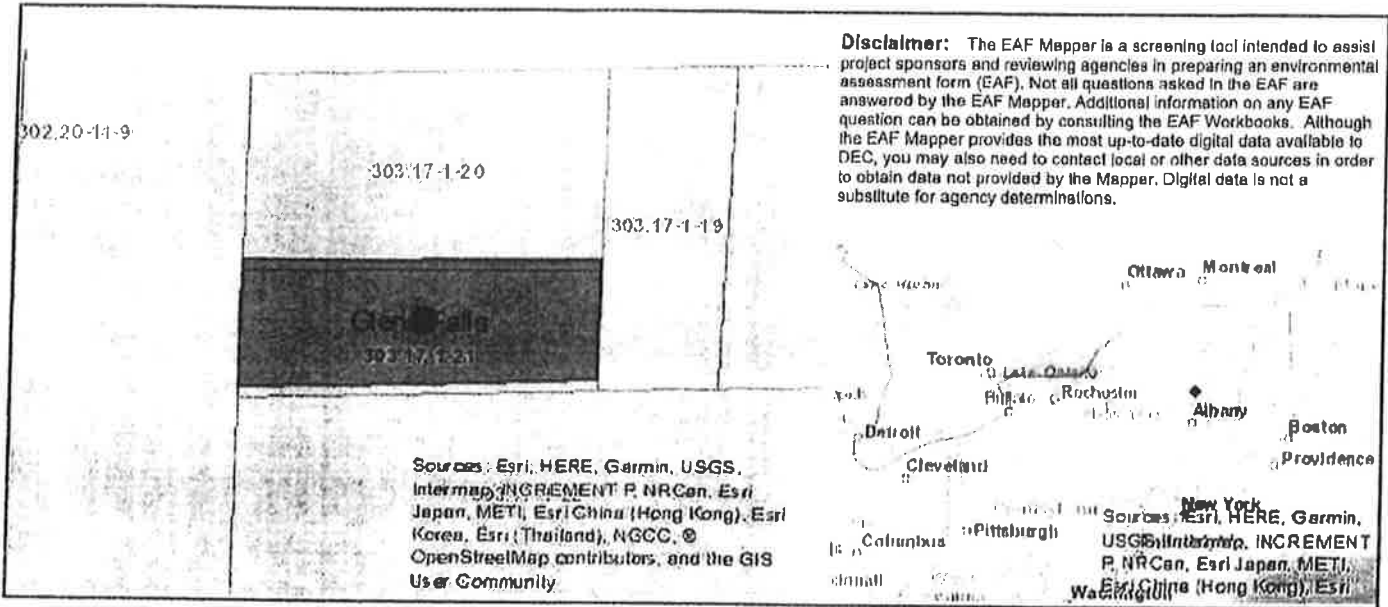 Disclaimer: The EAF Mapper is a screening tool intended to assist
project sponsors and reviewing agencies in preparing an environmental
assessment form (EAF). Not all questions asked in the EAF are
answered by the EAF Mapper. Additional information on any EAF
question can be obtained by consulting the EAF Workbooks. Although
the EAF Mapper provides the most up-to-date digital data available to
DEC, you may also need to contact local or other data sources in order
to obtain data not provided by the Mapper. Digital data is not a
substitute for agency determinations.
302.20-11-9
303.17-1-20
303.17-1-19
Glens Falls
303.17-1-21
Sources: Esri, HERE, Garmin, USGS,
Intermap, INCREMENT P, NRCan, Esri
Japan, METI, Esri China (Hong Kong), Esri
Korea, Esri (Thailand), NGCC, ©
OpenStreetMap contributors, and the GIS
User Community
Ottawa
Montreal
Toronto
Lake Ontario
Rochester
Albany
Detroit
Boston
Cleveland
Providence
New York
Pittsburgh
Columbus
Sources: Esri, HERE, Garmin,
USGS, Intermap, INCREMENT
P, NRCan, Esri Japan, METI,
Esri China (Hong Kong), Esri